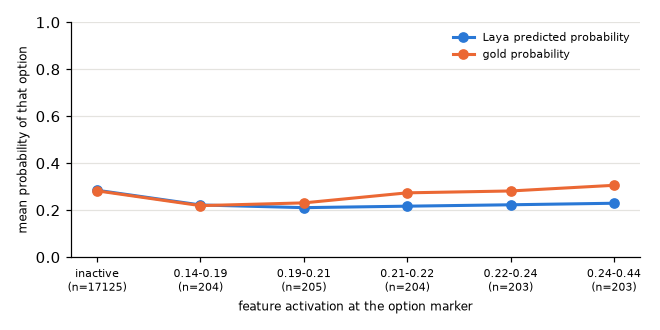 1.0
0.8
0.6
0.4
0.2
0.0
mean probability of that option
Laya predicted probability
gold probability
inactive
(n=17125)
0.14-0.19
(n=204)
0.19-0.21
(n=205)
0.21-0.22
(n=204)
0.22-0.24
(n=203)
0.24-0.44
(n=203)
feature activation at the option marker